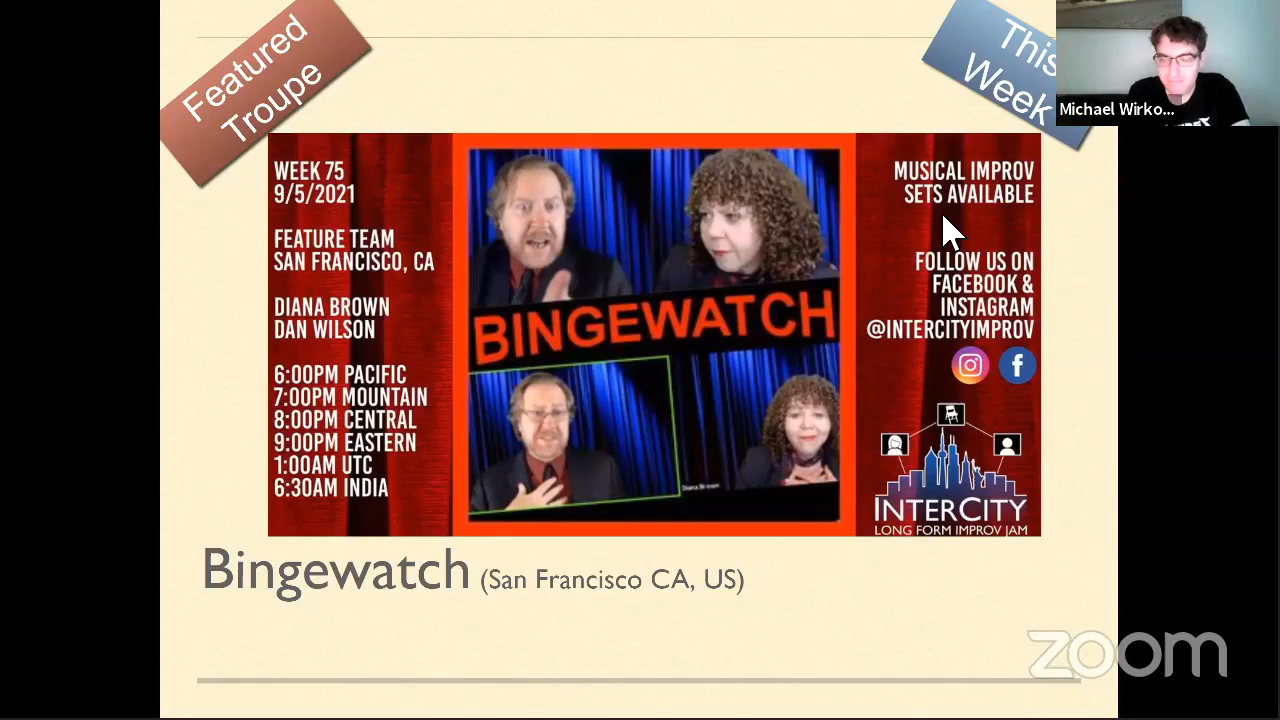 Featured
Troupe
This
Week
Michael Wirko...
WEEK 75
9/5/2021
FEATURE TEAM
SAN FRANCISCO, CA
DIANA BROWN
DAN WILSON
6:00PM PACIFIC
7:00PM MOUNTAIN
8:00PM CENTRAL
9:00PM EASTERN
1:00AM UTC
6:30AM INDIA
BINGEWATCH
Diana Brown
MUSICAL IMPROV
SETS AVAILABLE
FOLLOW US ON
FACEBOOK &
INSTAGRAM
@INTERCITYIMPROV
f
INTERCITY
LONG FORM IMPROV JAM
Bingewatch (San Francisco CA, US)
zoom